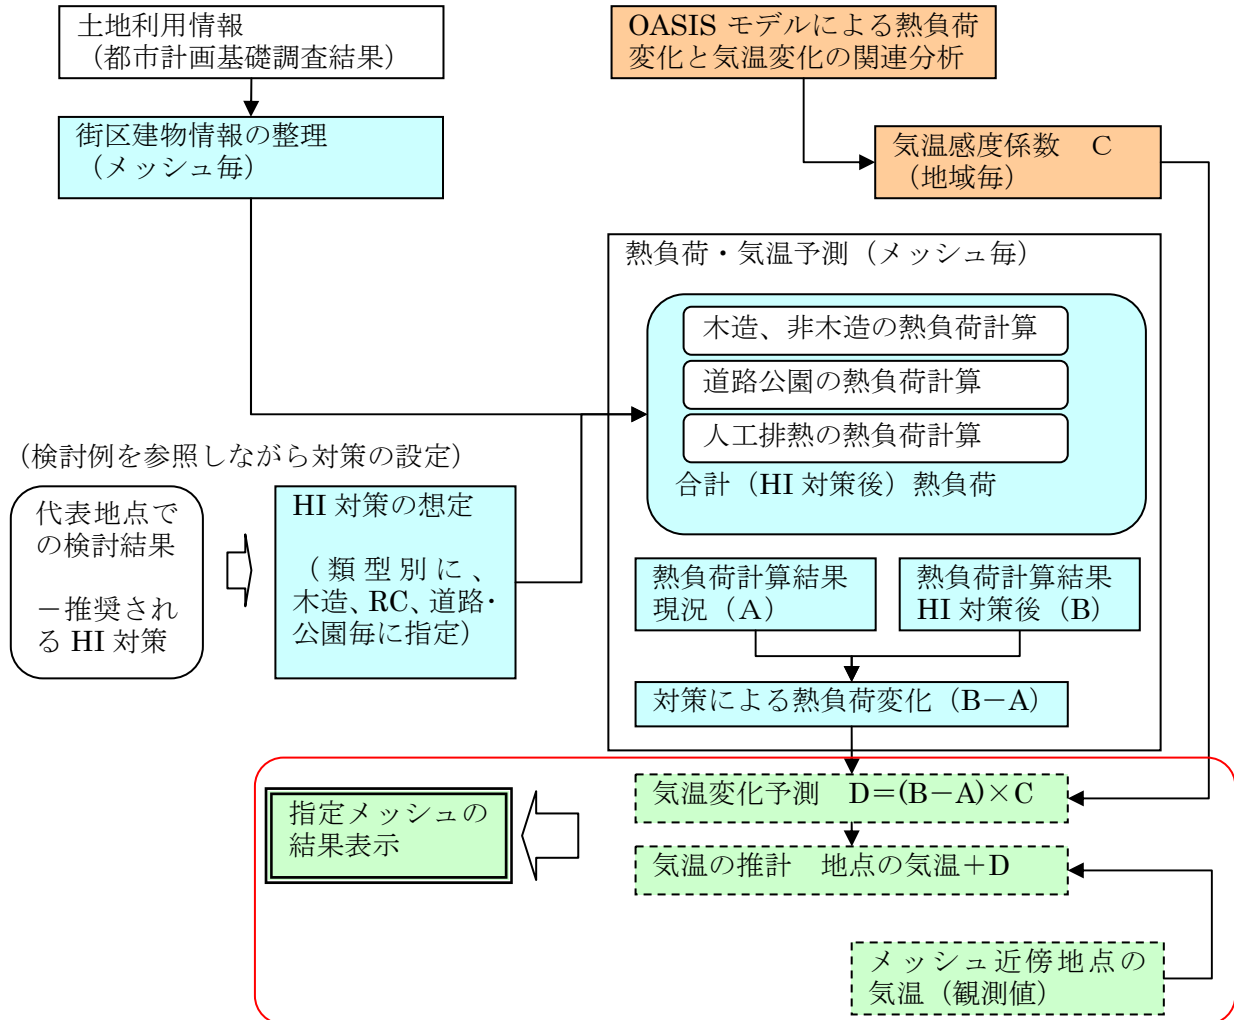 土地利用情報
（都市計画基礎調査結果）
OASIS モデルによる熱負荷
変化と気温変化の関連分析
街区建物情報の整理
（メッシュ毎）
気温感度係数　Ｃ
（地域毎）
熱負荷・気温予測（メッシュ毎）
木造、非木造の熱負荷計算
道路公園の熱負荷計算
人工排熱の熱負荷計算
合計（HI 対策後）熱負荷
（検討例を参照しながら対策の設定）
代表地点で
の検討結果
－推奨され
る HI 対策
HI 対策の想定
（類型別に、
木造、RC、道路・
公園毎に指定）
熱負荷計算結果
現況（Ａ）
熱負荷計算結果
HI 対策後（B）
対策による熱負荷変化（B－A）
気温変化予測　D＝(B－A)×C
指定メッシュの
結果表示
気温の推計　地点の気温＋D
メッシュ近傍地点の
気温（観測値）